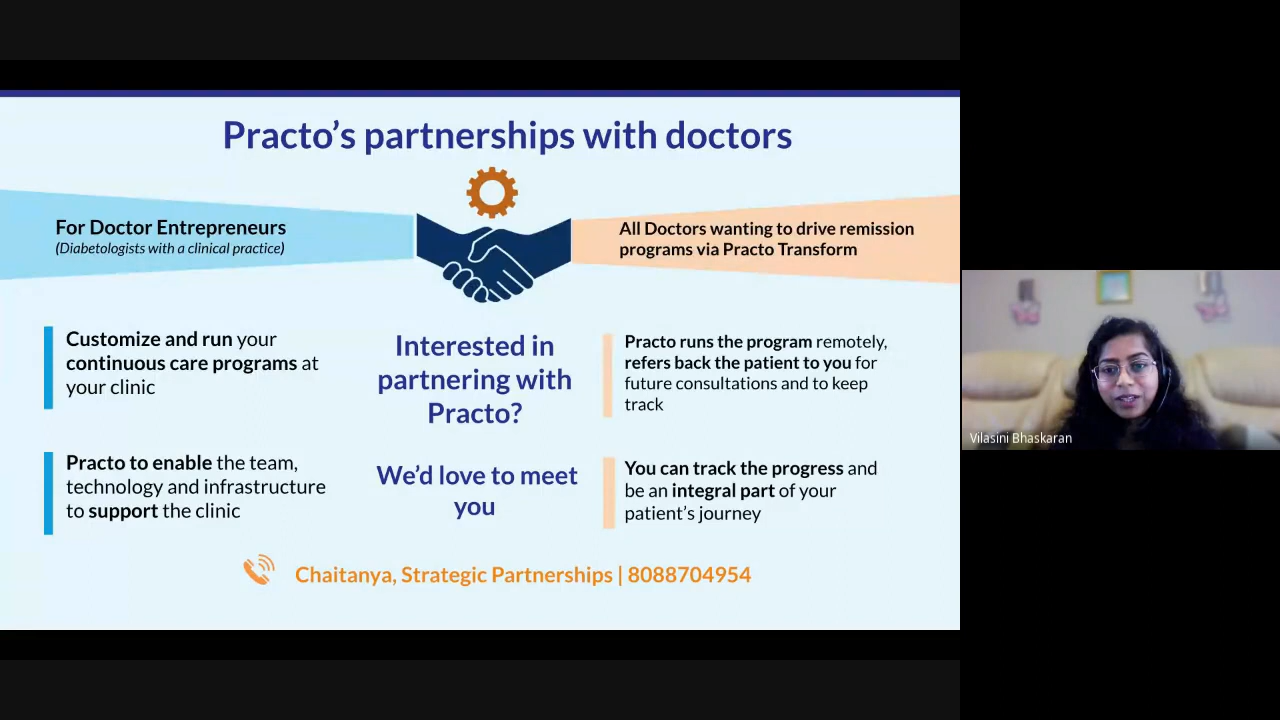 Practo's partnerships with doctors
For Doctor Entrepreneurs
(Diabetologists with a clinical practice)
All Doctors wanting to drive remission
programs via Practo Transform
Customize and run your
continuous care programs at
your clinic
Practo to enable the team,
technology and infrastructure
to support the clinic
Interested in
partnering with
Practo?
We'd love to meet
you
Practo runs the program remotely,
refers back the patient to you for
future consultations and to keep
track
You can track the progress and
be an integral part of your
patient's journey
Chaitanya, Strategic Partnerships | 8088704954
Vilasini Bhaskaran